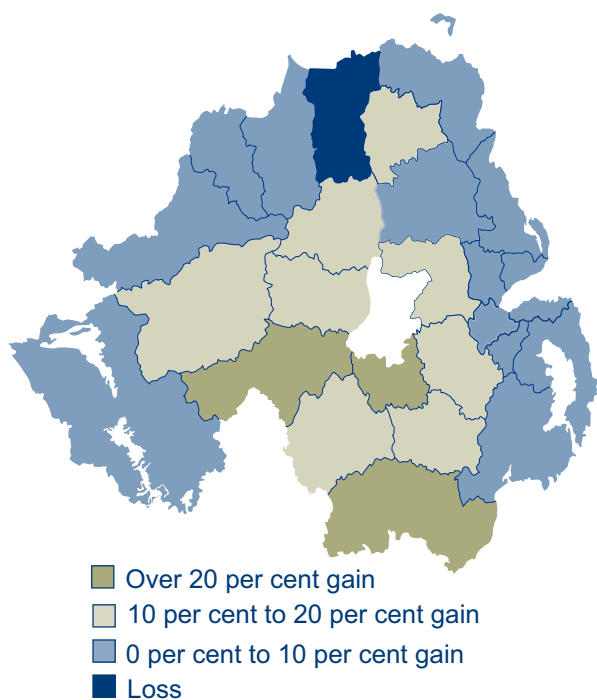 Over 20 per cent gain
10 per cent to 20 per cent gain
0 per cent to 10 per cent gain
Loss